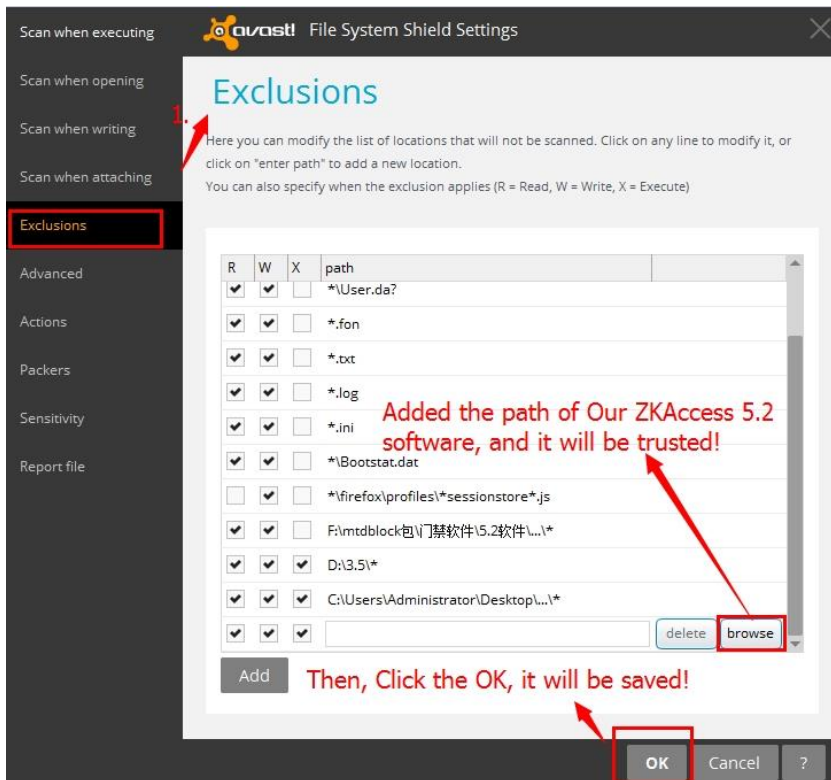 avast! File System Shield Settings
Scan when executing
Scan when opening
Scan when writing
Scan when attaching
Exclusions
Advanced
Actions
Packers
Sensitivity
Report file
1.
Exclusions
Here you can modify the list of locations that will not be scanned. Click on any line to modify it, or
click on "enter path" to add a new location.
You can also specify when the exclusion applies (R = Read, W = Write, X = Execute)
R W X path
*\User.da?
*.fon
*.txt
*.log
*.ini
*\Bootstat.dat
*\firefox\profiles\*sessionstore*.js
F:\mtdblock包\门禁软件\5.2软件\...\*
D:\3.5\*
C:\Users\Administrator\Desktop\...\*
delete browse
Added the path of Our ZKAccess 5.2
software, and it will be trusted!
Add
Then, Click the OK, it will be saved!
OK Cancel ?